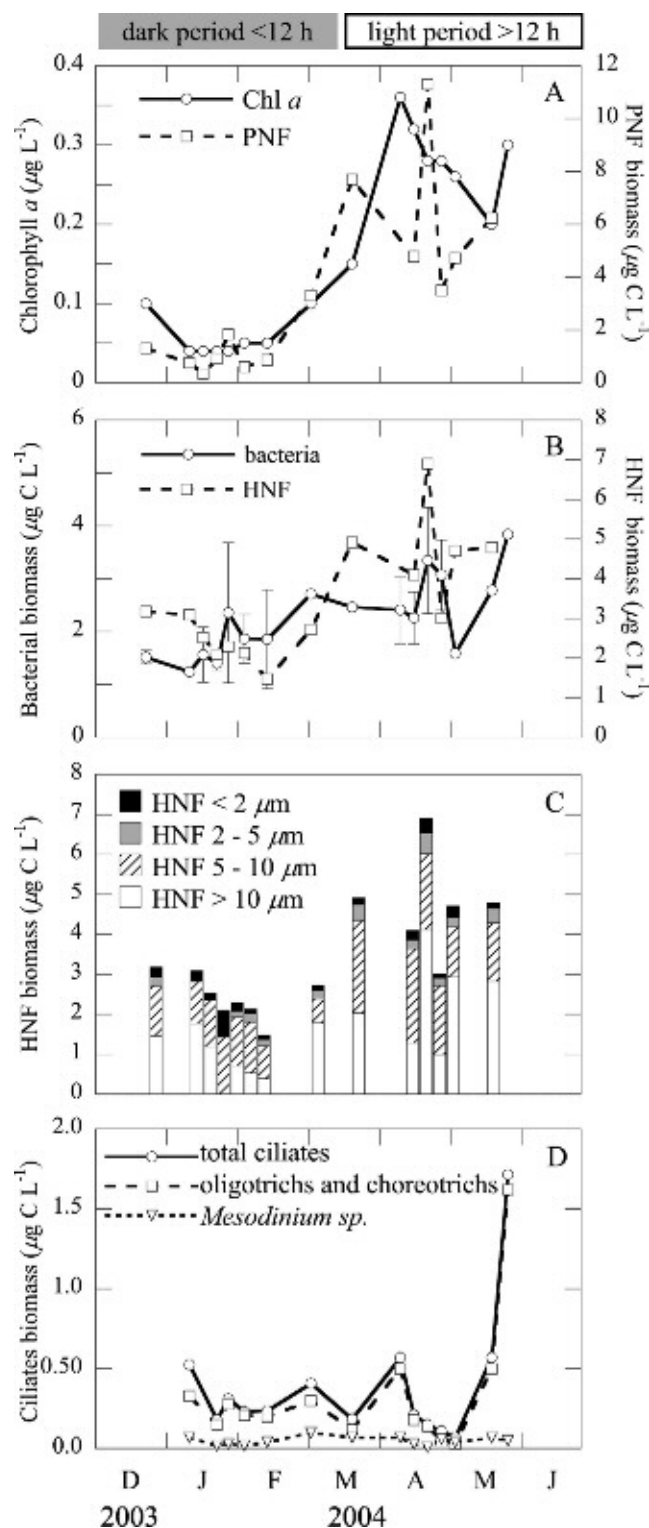 dark period <12 h light period >12 h
0.4 12
Chl a A
PNF 10
0.3
8
0.2 6
4
0.1
2
0 0
Chlorophyll a (µg L-1)
PNF biomass (µg C L-1)
6 8
bacteria B 7
HNF
6
4 5
4
3
2
2
1
0 0
Bacterial biomass (µg C L-1)
HNF biomass (µg C L-1)
8
HNF < 2 µm C
7
HNF 2 - 5 µm
6
HNF 5 - 10 µm
5
HNF > 10 µm
4
3
2
1
0
HNF biomass (µg C L-1)
2.0
total ciliates D
oligotrichs and choreotrichs
1.5
Mesodinium sp.
1.0
0.50
0.0
Ciliates biomass (µg C L-1)
D J F M A M J
2003 2004